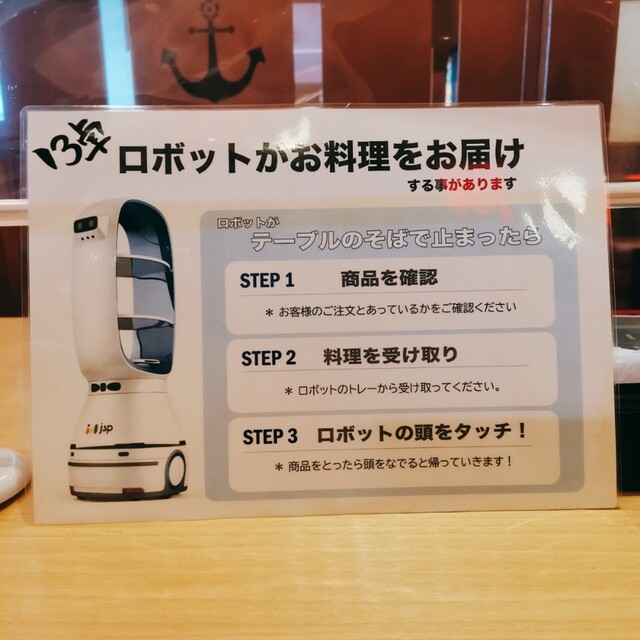 13卓
ロボットがお料理をお届け
する事があります
ロボットが
テーブルのそばで止まったら
STEP 1 商品を確認
＊ お客様のご注文とあっているかをご確認ください
STEP 2 料理を受け取り
＊ ロボットのトレーから受け取ってください。
STEP 3 ロボットの頭をタッチ！
＊ 商品をとったら頭をなでると帰っていきます！
jsp